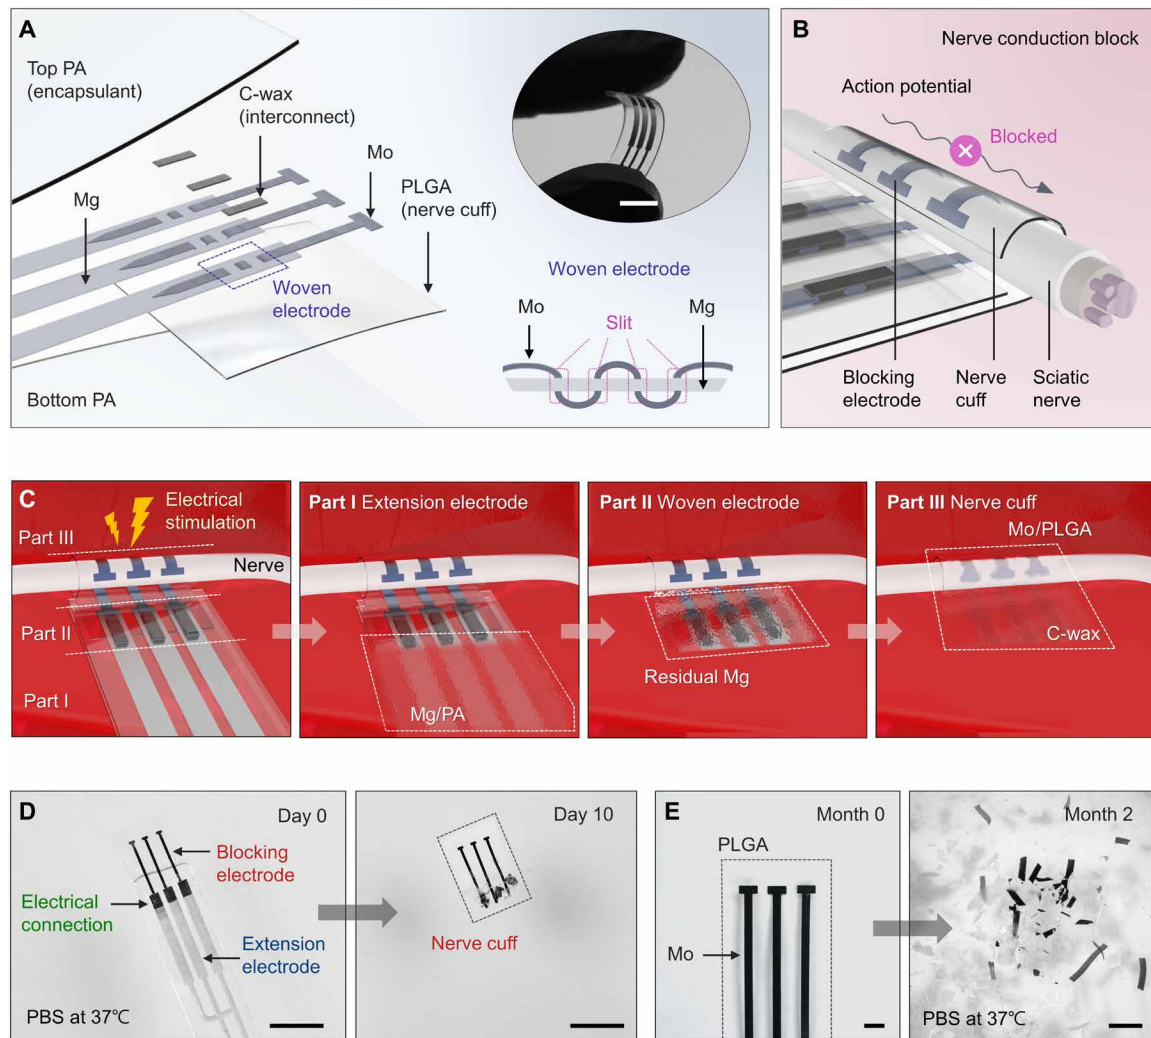 A
Top PA
(encapsulant)
C-wax
(interconnect)
Mo
Mg
PLGA
(nerve cuff)
Woven
electrode
Bottom PA
Woven electrode
Mo
Slit
Mg
B
Nerve conduction block
Action potential
Blocked
Blocking
electrode
Nerve
cuff
Sciatic
nerve
C
Electrical
stimulation
Part III
Nerve
Part II
Part I
Part I Extension electrode
Mg/PA
Part II Woven electrode
Residual Mg
Part III Nerve cuff
Mo/PLGA
C-wax
D
Day 0
Blocking
electrode
Electrical
connection
Extension
electrode
PBS at 37℃
Day 10
Nerve cuff
E
Month 0
PLGA
Mo
Month 2
PBS at 37℃